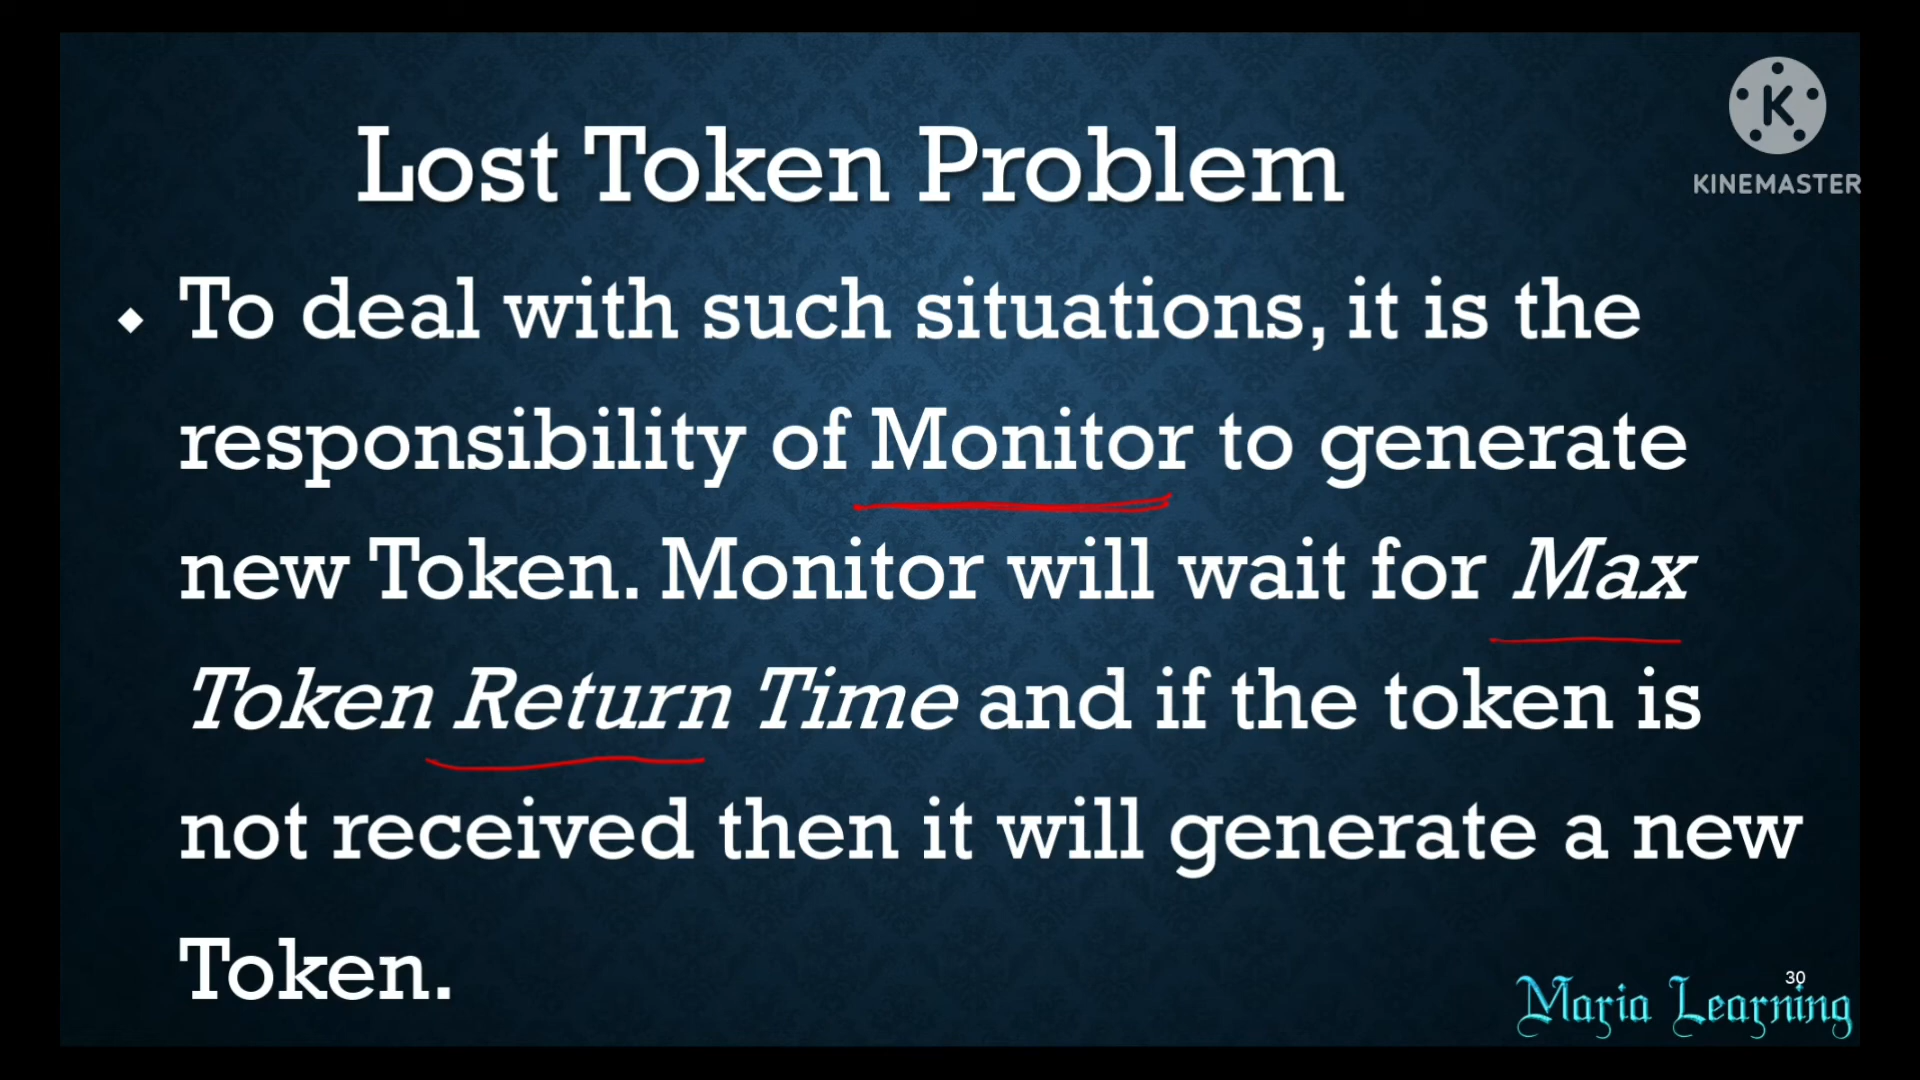 KINEMASTER
Lost Token Problem
To deal with such situations, it is the
responsibility of Monitor to generate
new Token. Monitor will wait for Max
Token Return Time and if the token is
not received then it will generate a new
Token.
30
Maria Learning